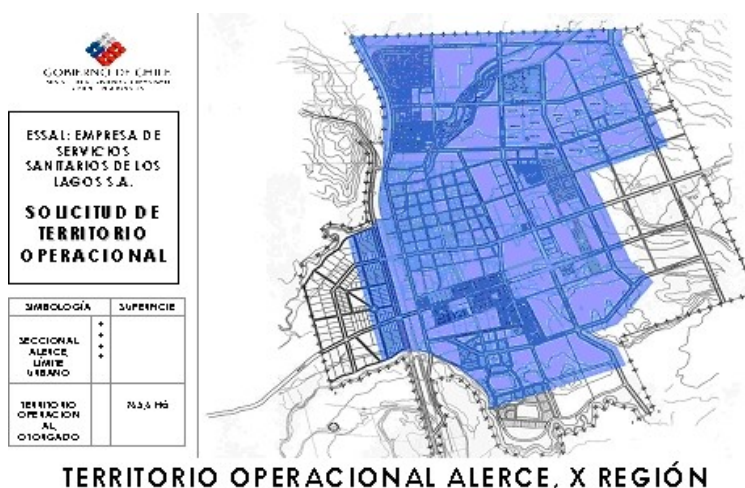 GOBIERNO DE CHILE
ESSAL: EMPRESA DE
SERVICIOS
SANITARIOS DE LOS
LAGOS S.A.
SOLICITUD DE
TERRITORIO
OPERACIONAL
SIMBOLOGÍA
SUPERFICIE
SECCIONAL
ALERCE,
LÍMITE
URBANO
TERRITORIO
OPERACION
AL
OTORGADO
TERRITORIO OPERACIONAL ALERCE, X REGIÓN